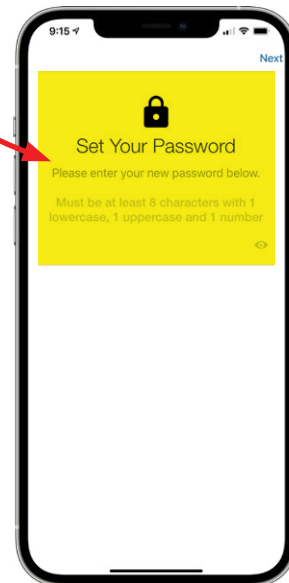 9:15
Next
Set Your Password
Please enter your new password below.
Must be at least 8 characters with 1
lowercase, 1 uppercase and 1 number